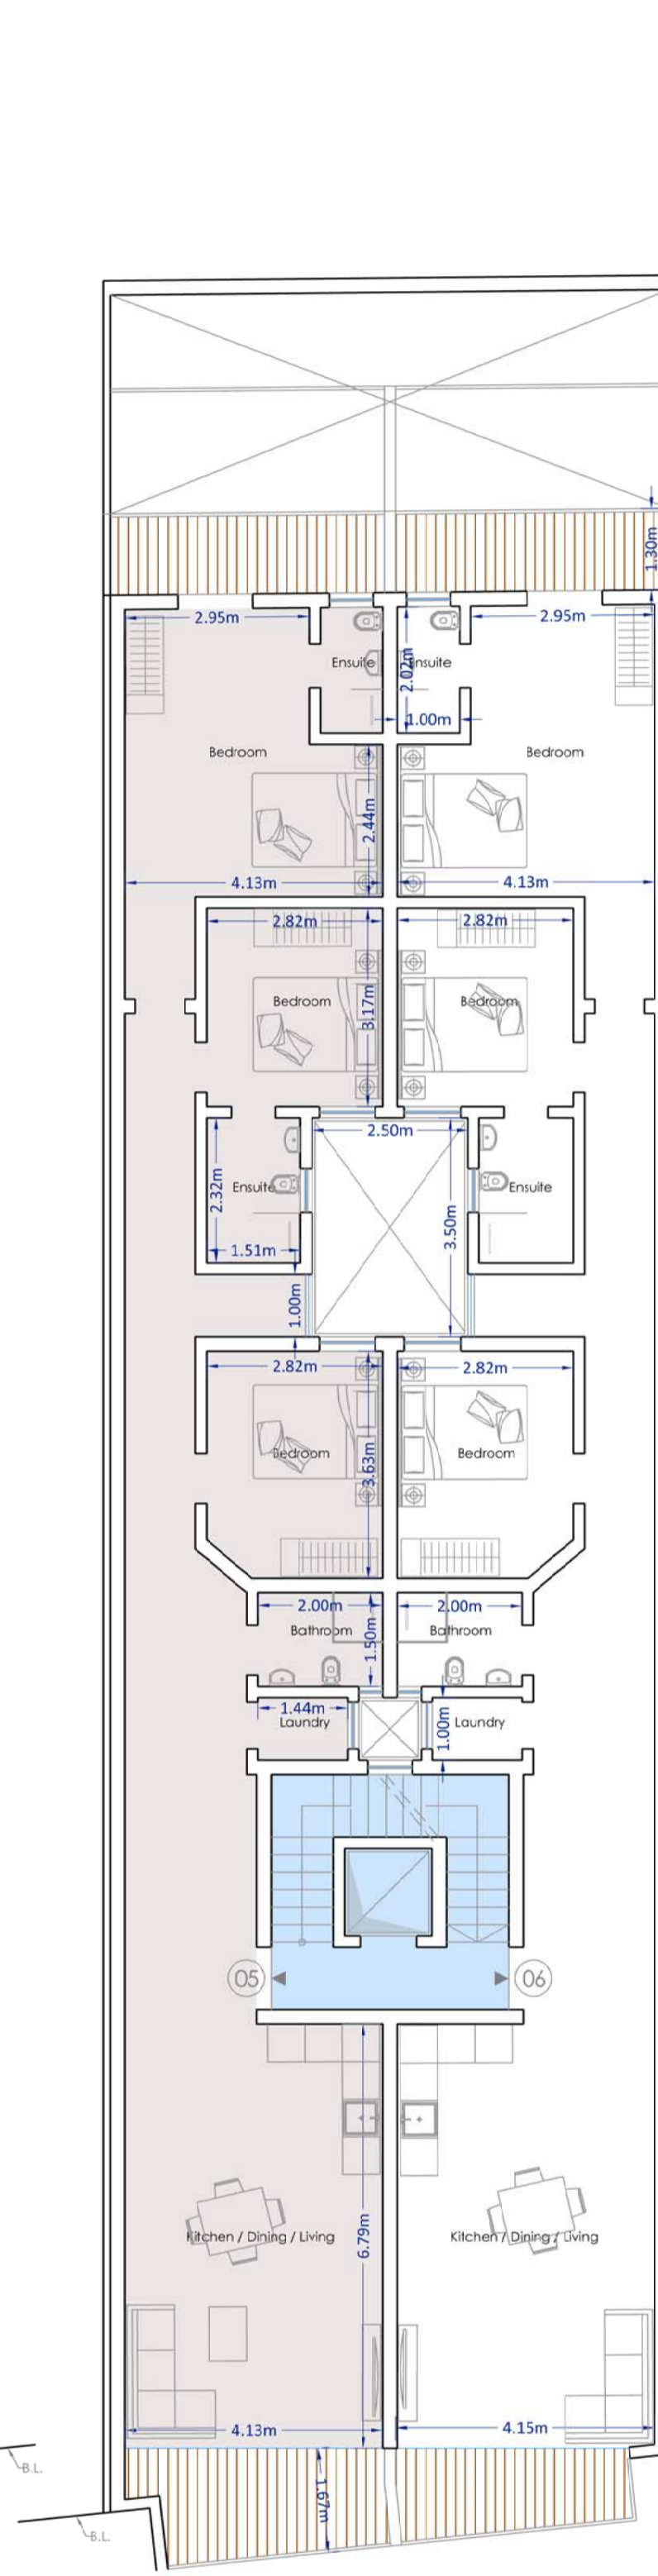 1.30m
2.95m
2.95m
Ensuite
2.02m
Ensuite
1.00m
Bedroom
Bedroom
2.44m
4.13m
4.13m
2.82m
2.82m
Bedroom
3.17m
Bedroom
2.50m
2.32m
Ensuite
Ensuite
3.50m
1.51m
1.00m
2.82m
2.82m
Bedroom
3.63m
Bedroom
2.00m
2.00m
Bathroom
1.50m
Bathroom
1.44m
Laundry
1.00m
Laundry
05
06
Kitchen / Dining / Living
6.79m
Kitchen / Dining / Living
4.13m
4.15m
B.L.
1.67m
B.L.